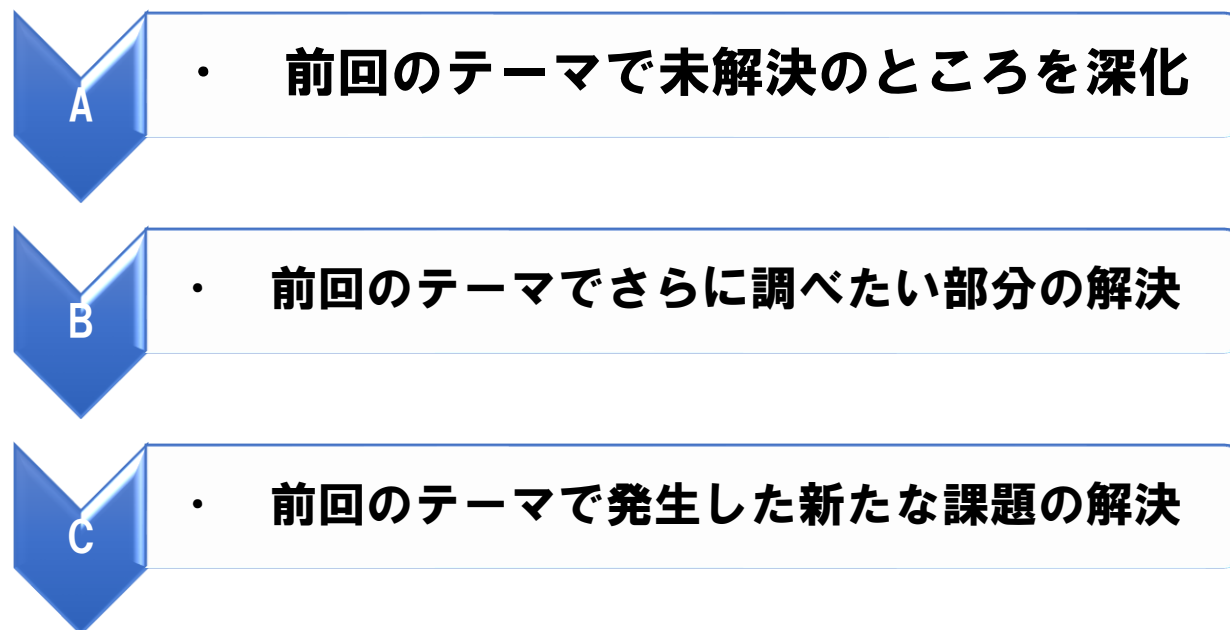 A
・ 前回のテーマで未解決のところを深化
B
・ 前回のテーマでさらに調べたい部分の解決
C
・ 前回のテーマで発生した新たな課題の解決